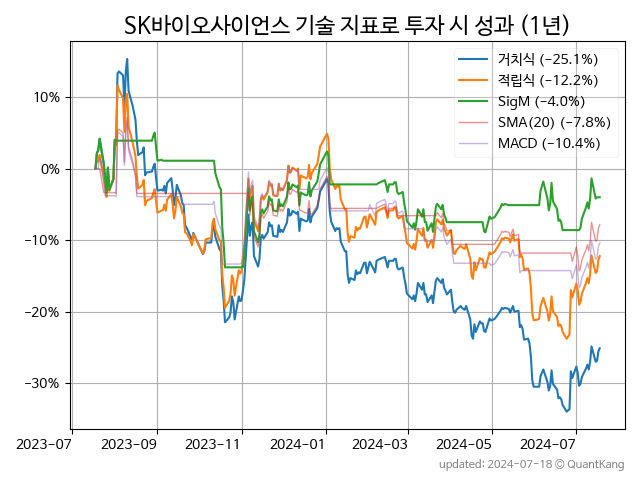 SK바이오사이언스 기술 지표로 투자 시 성과 (1년)
거치식 (−25.1%)
적립식 (−12.2%)
SigM (−4.0%)
SMA(20) (−7.8%)
MACD (−10.4%)
10%
0%
−10%
−20%
−30%
2023-07 2023-09 2023-11 2024-01 2024-03 2024-05 2024-07
updated: 2024-07-18 ⓒ QuantKang